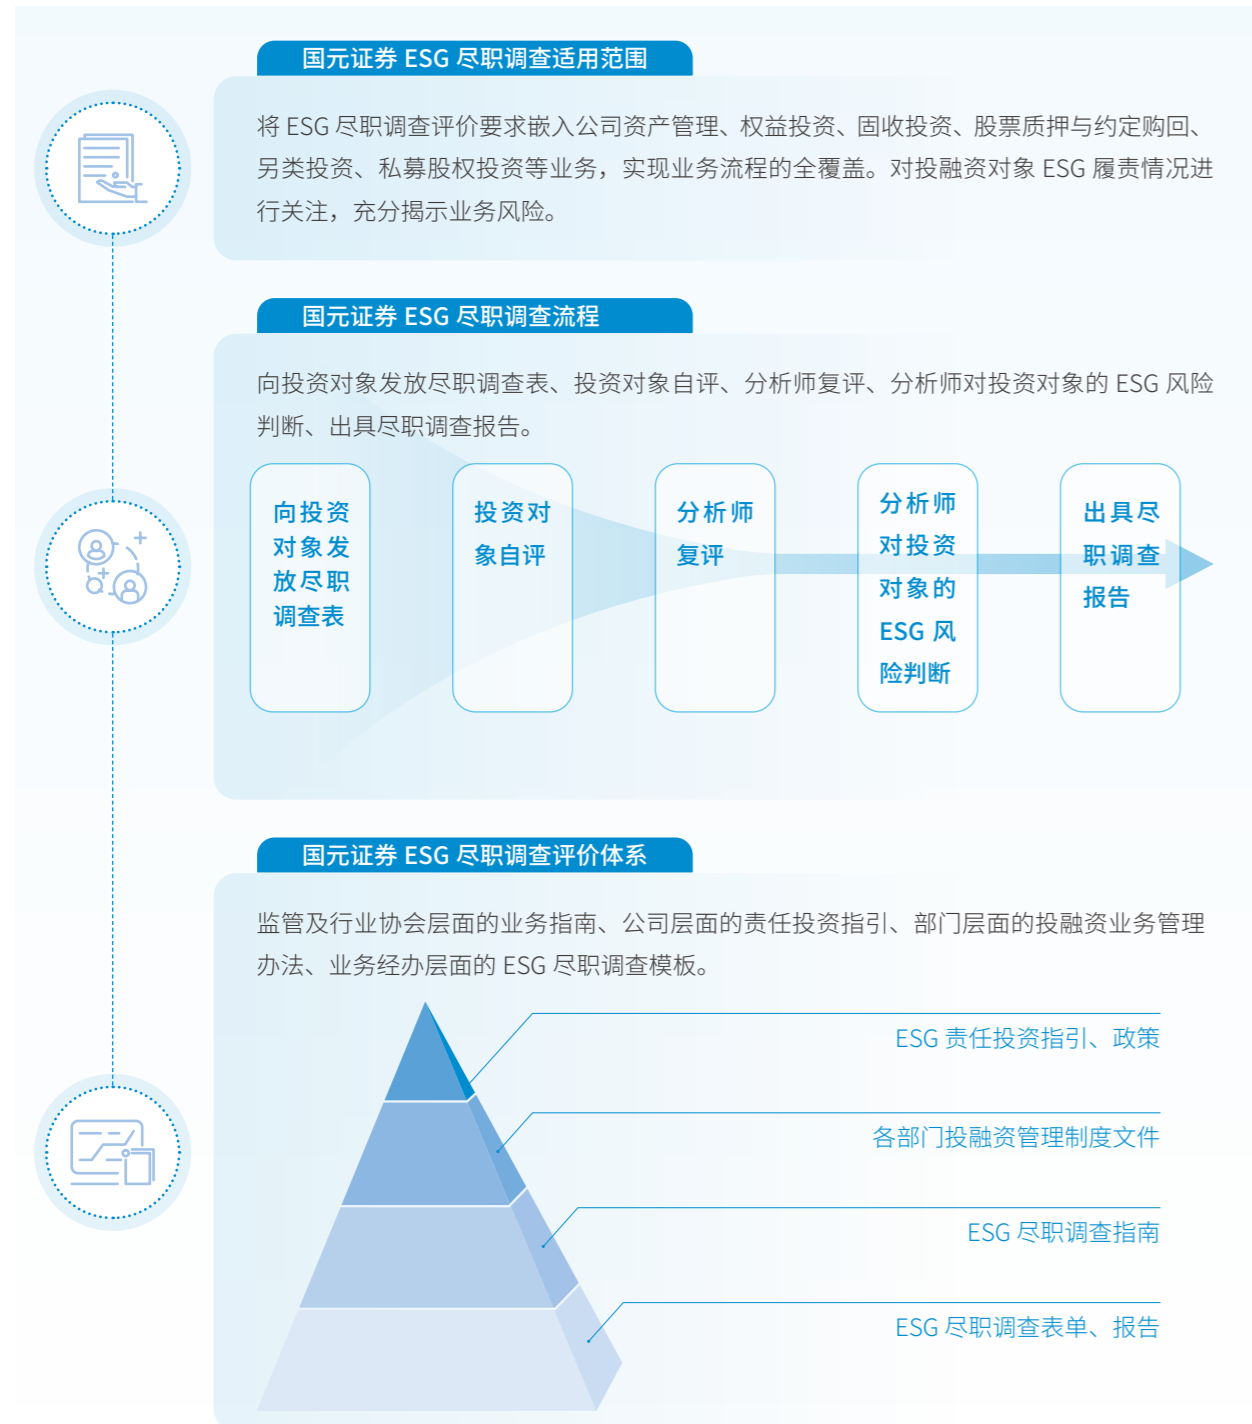 国元证券 ESG 尽职调查适用范围
将 ESG 尽职调查评价要求嵌入公司资产管理、权益投资、固收投资、股票质押与约定购回、
另类投资、私募股权投资等业务，实现业务流程的全覆盖。对投融资对象 ESG 履责情况进
行关注，充分揭示业务风险。
国元证券 ESG 尽职调查流程
向投资对象发放尽职调查表、投资对象自评、分析师复评、分析师对投资对象的 ESG 风险
判断、出具尽职调查报告。
向投资
对象发
放尽职
调查表
投资对
象自评
分析师
复评
分析师
对投资
对象的
ESG 风
险判断
出具尽
职调查
报告
国元证券 ESG 尽职调查评价体系
监管及行业协会层面的业务指南、公司层面的责任投资指引、部门层面的投融资业务管理
办法、业务经办层面的 ESG 尽职调查模板。
ESG 责任投资指引、政策
各部门投融资管理制度文件
ESG 尽职调查指南
ESG 尽职调查表单、报告